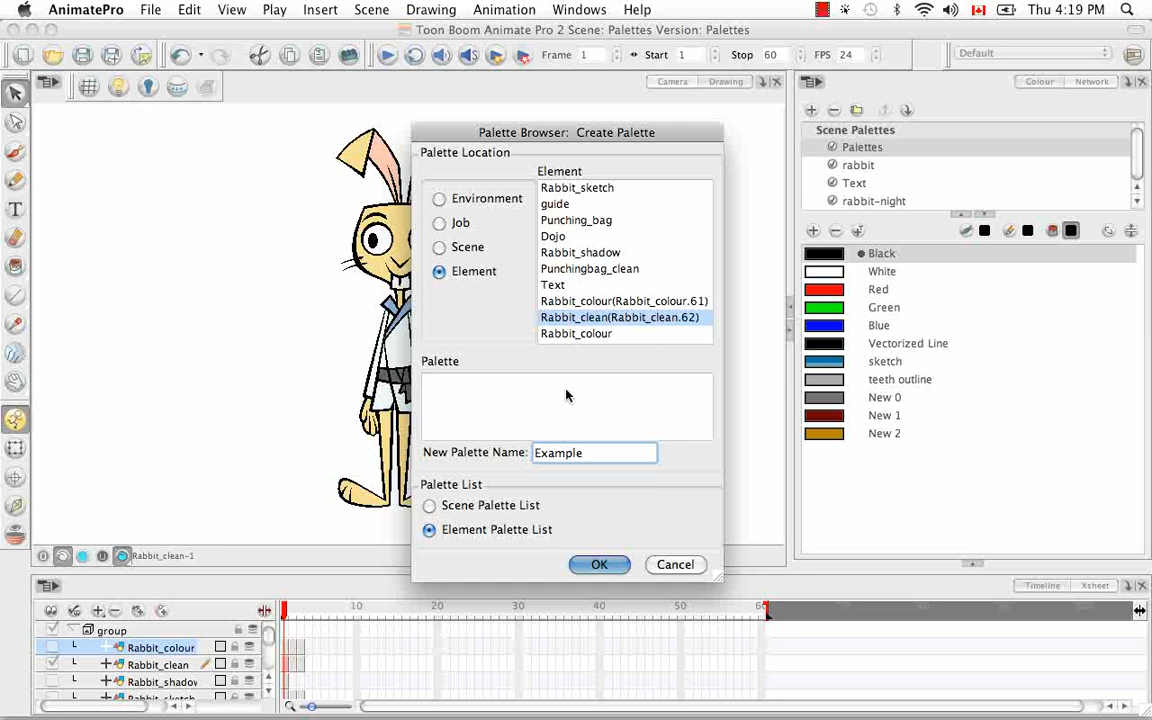 AnimatePro File Edit View Play Insert Scene Drawing Animation Windows Help Thu 4:19 PM
Toon Boom Animate Pro 2 Scene: Palettes Version: Palettes
Frame 1 Start 1 Stop 60 FPS 24 Default
Camera Drawing Colour Network
Palette Browser: Create Palette
Palette Location
Element
Environment
Job
Scene
Element
Rabbit_sketch
guide
Punching_bag
Dojo
Rabbit_shadow
Punchingbag_clean
Text
Rabbit_colour(Rabbit_colour.61)
Rabbit_clean(Rabbit_clean.62)
Rabbit_colour
Palette
New Palette Name: Example
Palette List
Scene Palette List
Element Palette List
OK Cancel
Scene Palettes
Palettes
rabbit
Text
rabbit-night
Black
White
Red
Green
Blue
Vectorized Line
sketch
teeth outline
New 0
New 1
New 2
Rabbit_clean-1
Timeline Xsheet
10 20 30 40 50
group
Rabbit_colour
Rabbit_clean
Rabbit_shadow
Rabbit_sketch